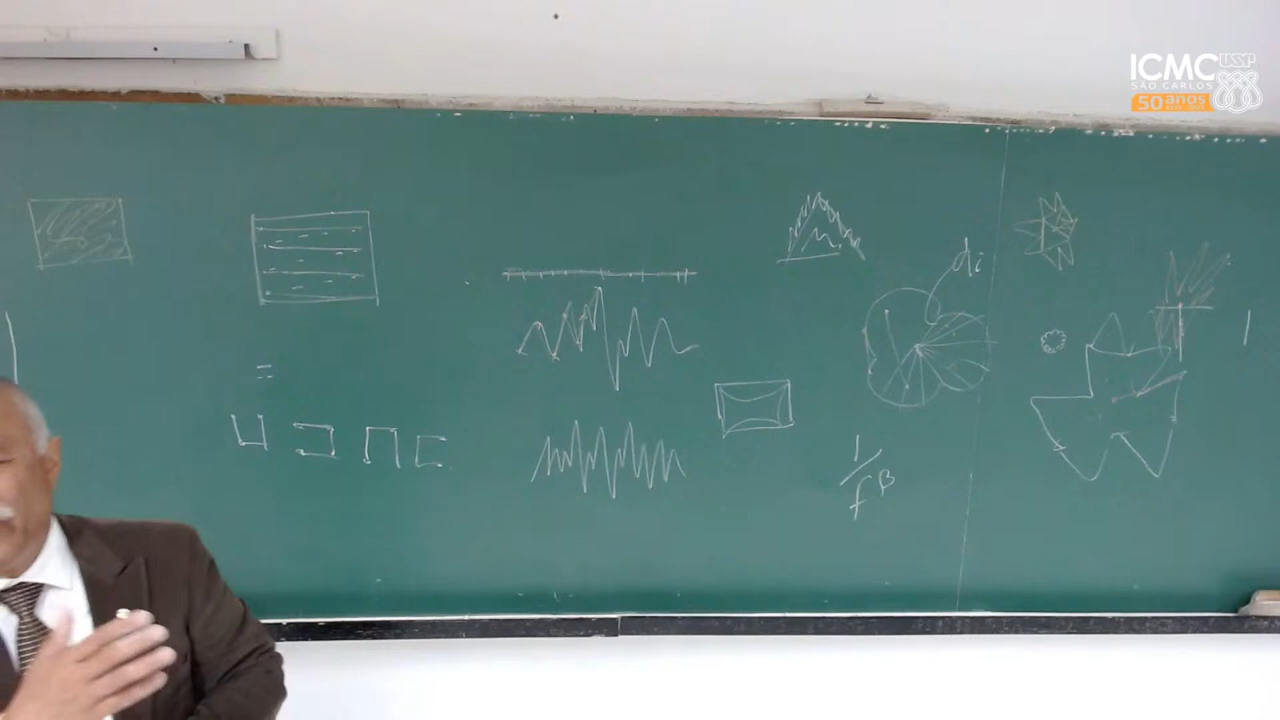 ICMC USP
SÃO CARLOS
50 anos
di
=
1/f^β